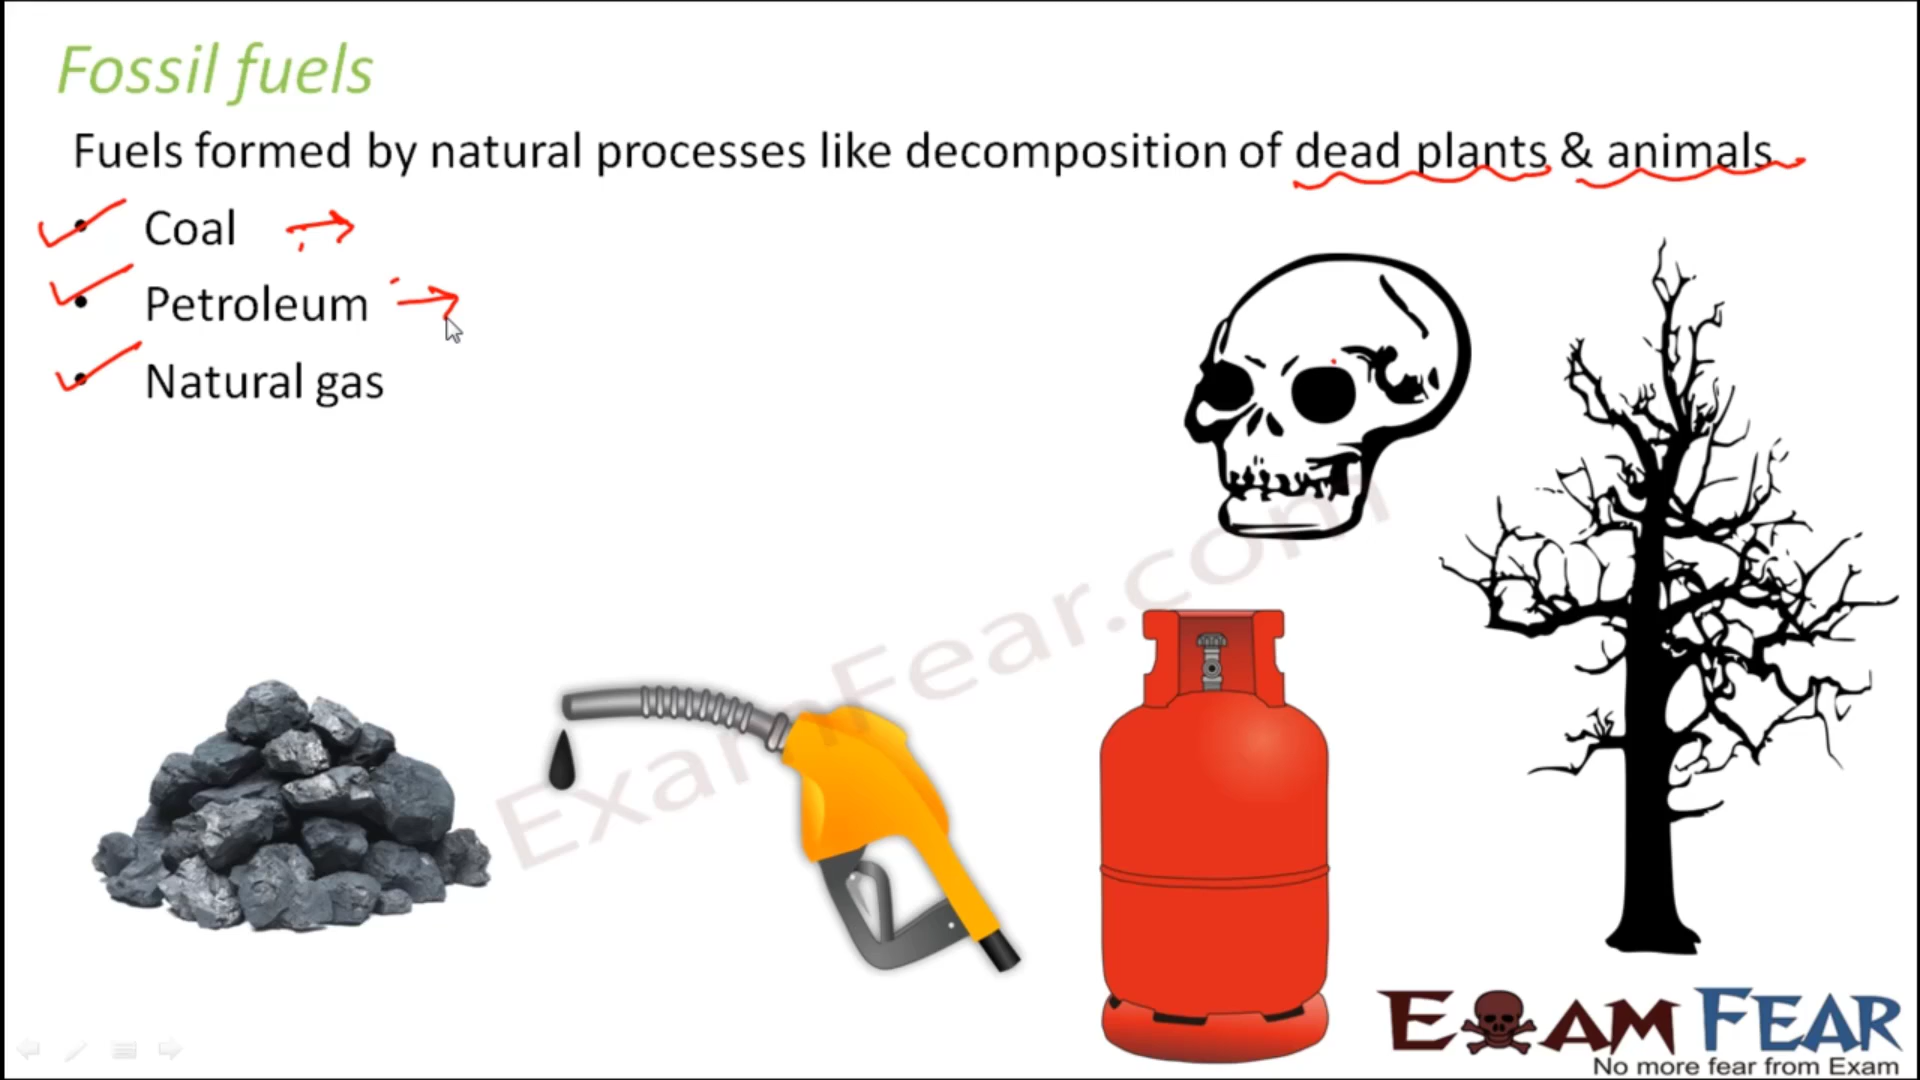 Fossil fuels
Fuels formed by natural processes like decomposition of dead plants & animals
• Coal
• Petroleum
• Natural gas
ExamFear.com
EXAM FEAR
No more fear from Exam